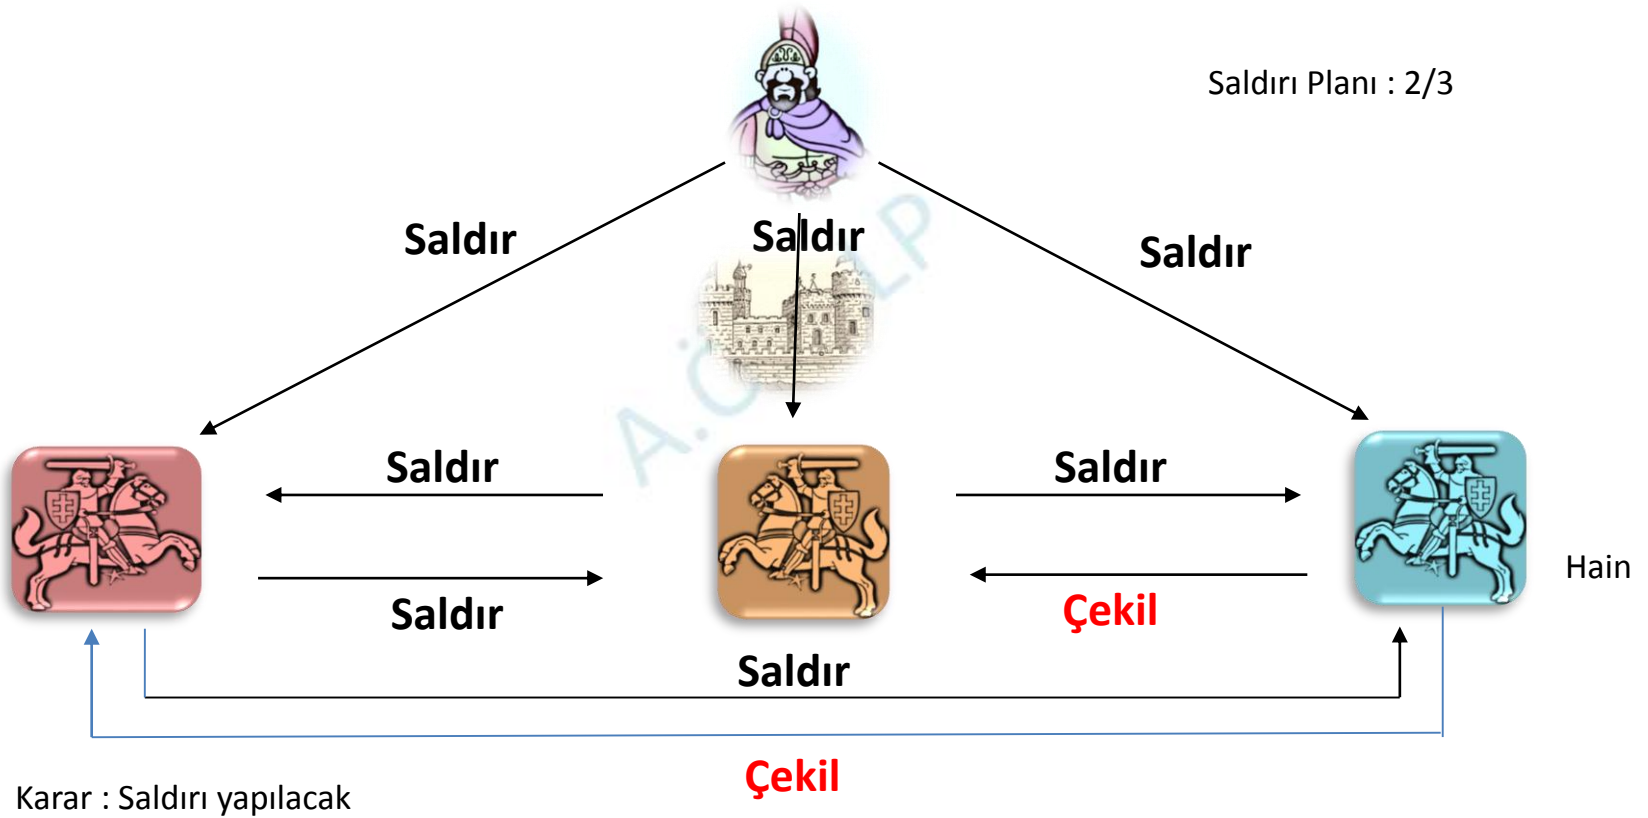 Saldırı Planı : 2/3
Saldır
Saldır
Saldır
Saldır
Saldır
Saldır
Çekil
Hain
Saldır
Çekil
Karar : Saldırı yapılacak